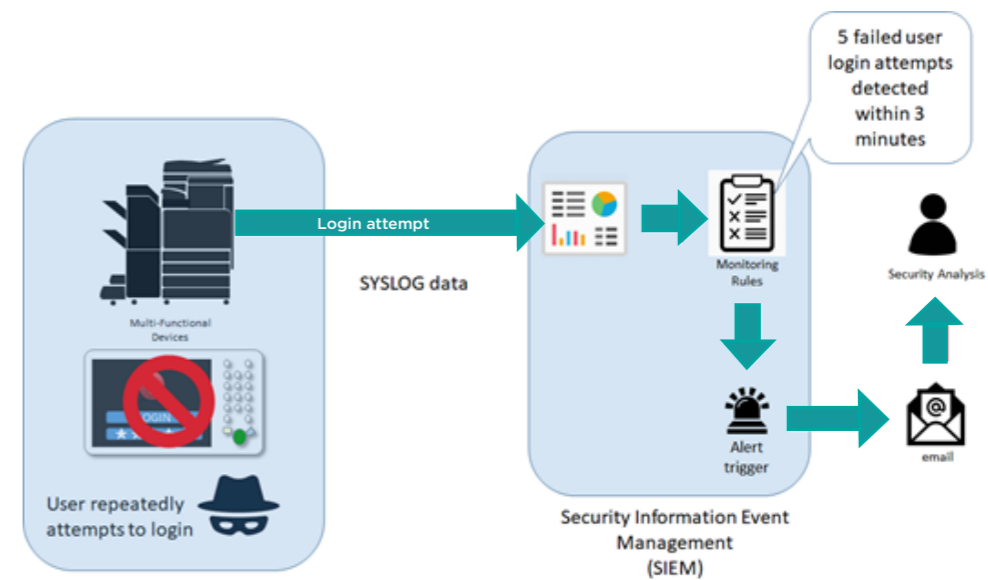 5 failed user
login attempts
detected
within 3
minutes
Login attempt
SYSLOG data
Multi-Functional
Devices
LOGIN
User repeatedly
attempts to login
Monitoring
Rules
Alert
trigger
Security Information Event
Management
(SIEM)
Security Analysis
@
email